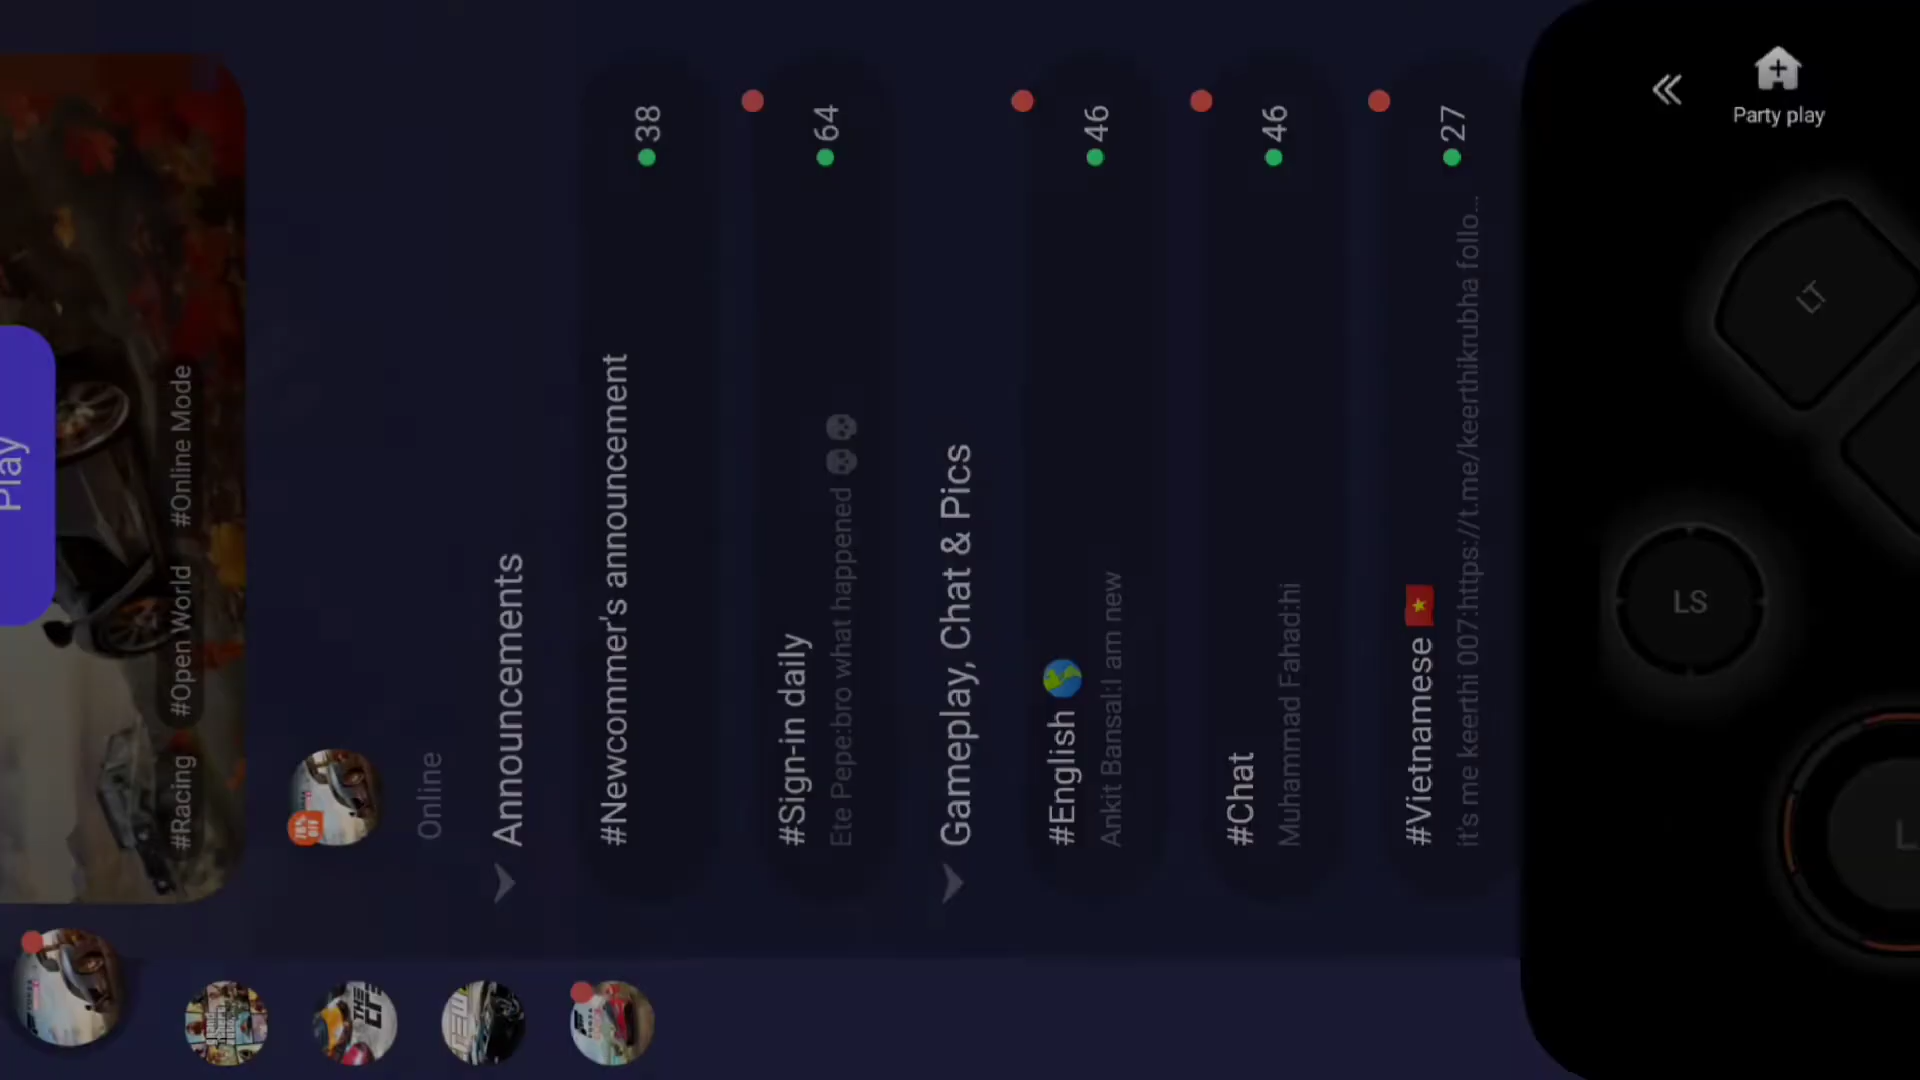 Play
#Racing #Open World #Online Mode
Online
Announcements
#Newcommer's announcement
38
#Sign-in daily
Ete Pepe:bro what happened 💀💀
64
Gameplay, Chat & Pics
#English 🌏
Ankit Bansal:I am new
46
#Chat
Muhammad Fahad:hi
46
#Vietnamese 🇻🇳
it's me keerthi 007:https://t.me/keerthikrubha follo...
27
Party play
LT
LS